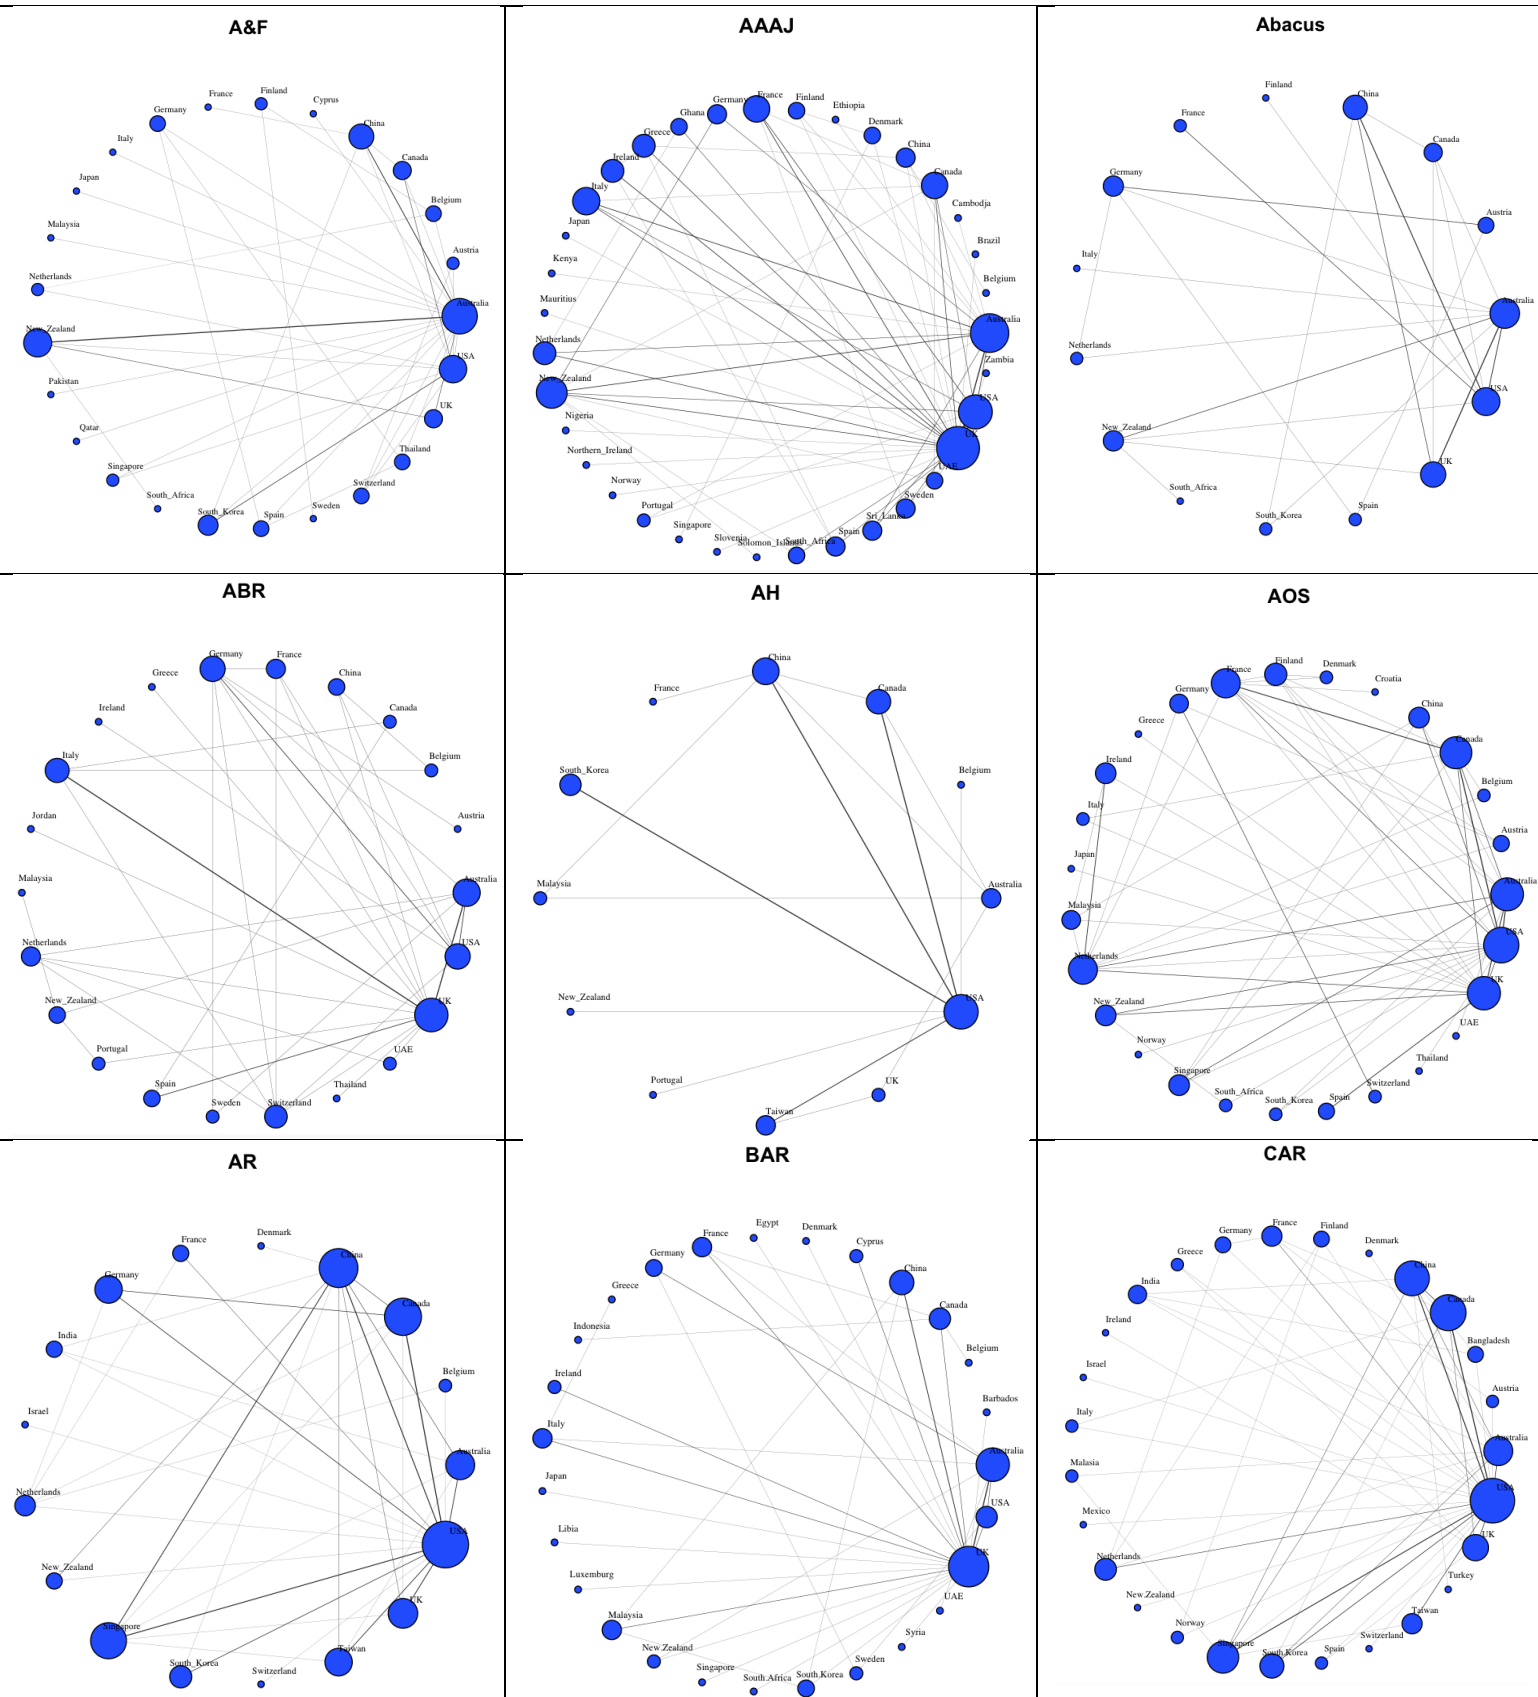 A&F
France
Finland
Cyprus
Germany
China
Italy
Canada
Japan
Belgium
Malaysia
Austria
Netherlands
Australia
New_Zealand
USA
Pakistan
UK
Qatar
Thailand
Singapore
Switzerland
South_Africa
Sweden
South_Korea
Spain
AAAJ
Germany
France
Finland
Ethiopia
Ghana
Denmark
Greece
China
Ireland
Canada
Italy
Cambodja
Japan
Brazil
Kenya
Belgium
Mauritius
Australia
Netherlands
Zambia
New_Zealand
USA
Nigeria
UK
Northern_Ireland
UAE
Norway
Sweden
Portugal
Sri_Lanka
Singapore
Spain
Slovenia
Solomon_Islands
South_Africa
Abacus
Finland
China
France
Canada
Germany
Austria
Italy
Australia
Netherlands
USA
New_Zealand
UK
South_Africa
Spain
South_Korea
ABR
Germany
France
Greece
China
Ireland
Canada
Italy
Belgium
Jordan
Austria
Malaysia
Australia
Netherlands
USA
New_Zealand
UK
Portugal
UAE
Spain
Thailand
Sweden
Switzerland
AH
China
France
Canada
South_Korea
Belgium
Malaysia
Australia
New_Zealand
USA
Portugal
UK
Taiwan
AOS
France
Finland
Denmark
Germany
Croatia
Greece
China
Ireland
Canada
Italy
Belgium
Japan
Austria
Malaysia
Australia
Netherlands
USA
New_Zealand
UK
Norway
UAE
Singapore
Thailand
South_Africa
Switzerland
South_Korea
Spain
AR
France
Denmark
Germany
China
India
Canada
Israel
Belgium
Netherlands
Australia
New_Zealand
USA
Singapore
UK
South_Korea
Taiwan
Switzerland
BAR
France
Egypt
Denmark
Germany
Cyprus
Greece
China
Indonesia
Canada
Ireland
Belgium
Italy
Barbados
Japan
Australia
Libia
USA
Luxemburg
UK
Malaysia
UAE
New.Zealand
Syria
Singapore
Sweden
South.Africa
South.Korea
CAR
Germany
France
Finland
Greece
Denmark
India
China
Ireland
Canada
Israel
Bangladesh
Italy
Austria
Malasia
Australia
Mexico
USA
Netherlands
UK
New.Zealand
Turkey
Norway
Taiwan
Singapore
Switzerland
South.Korea
Spain